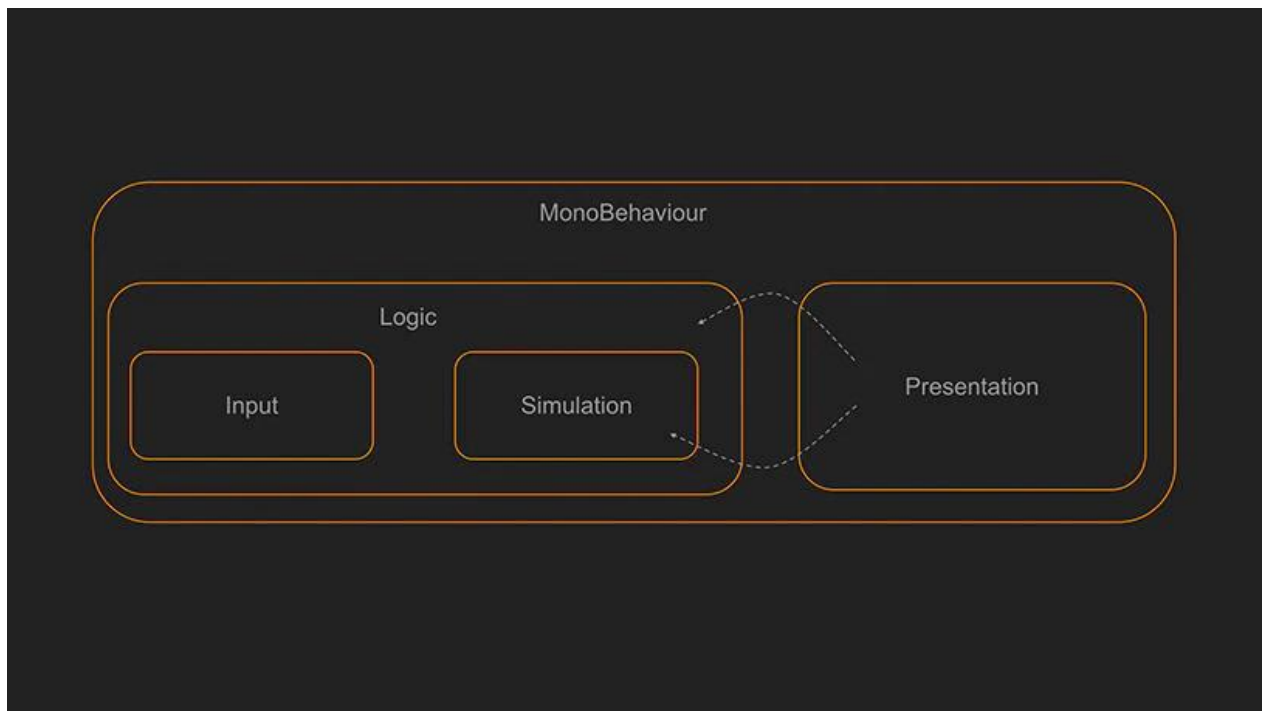 MonoBehaviour
Logic
Input
Simulation
Presentation